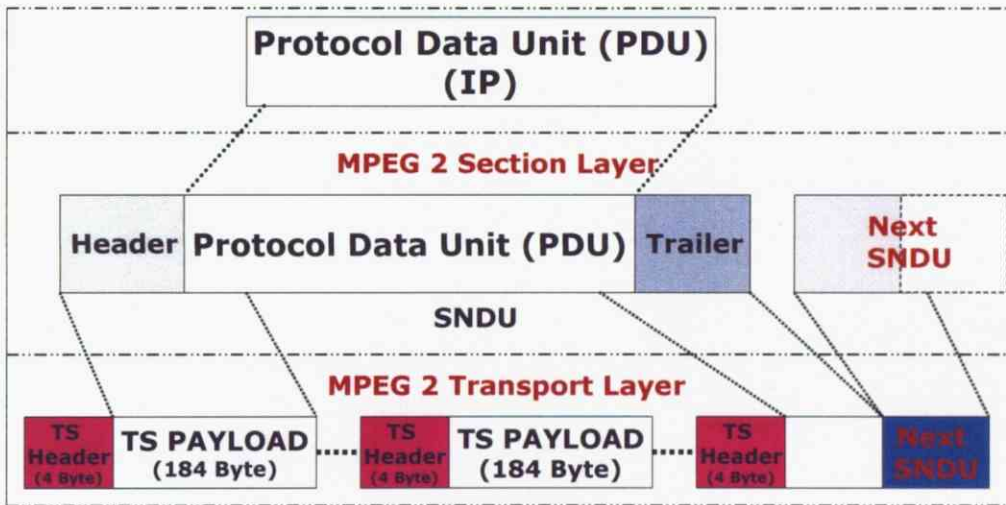 Protocol Data Unit (PDU)
(IP)
MPEG 2 Section Layer
Header
Protocol Data Unit (PDU)
Trailer
Next
SNDU
SNDU
MPEG 2 Transport Layer
TS
Header
(4 Byte)
TS PAYLOAD
(184 Byte)
TS
Header
(4 Byte)
TS PAYLOAD
(184 Byte)
TS
Header
(4 Byte)
Next
SNDU